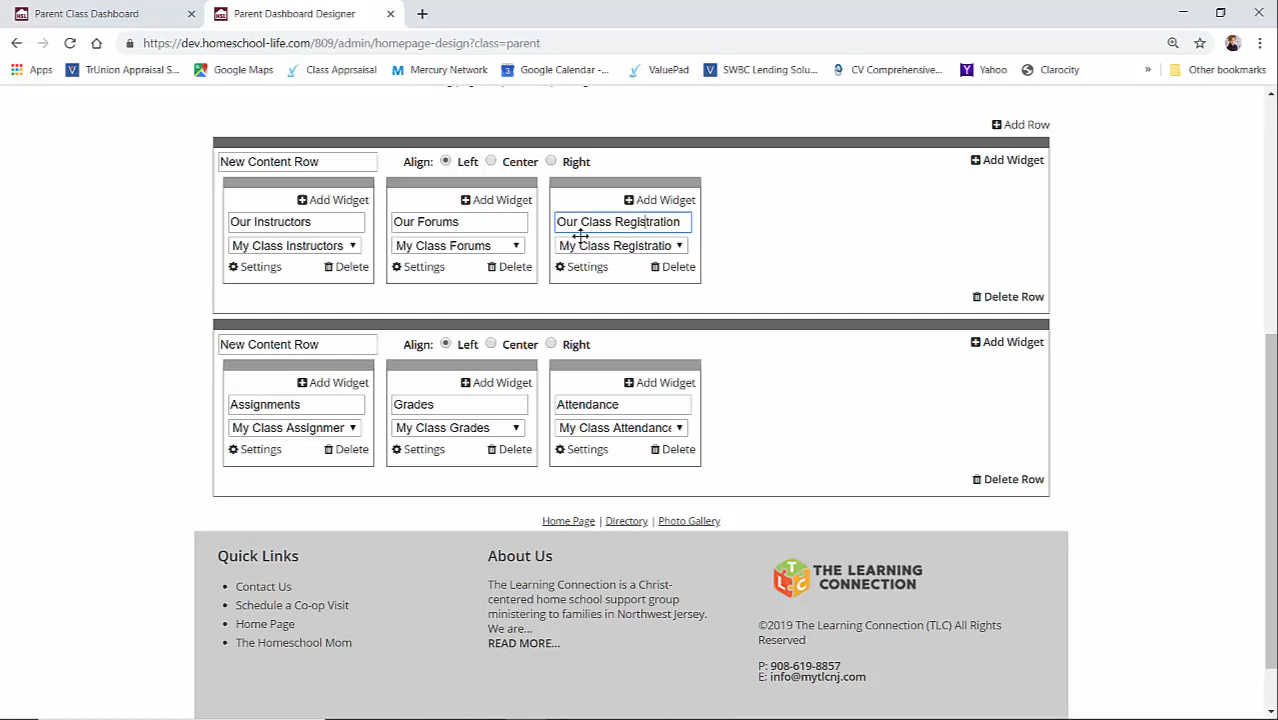 Parent Class Dashboard
Parent Dashboard Designer
https://dev.homeschool-life.com/809/admin/homepage-design?class=parent
Apps
TrUnion Appraisal S...
Google Maps
Class Appraisal
Mercury Network
Google Calendar -...
ValuePad
SWBC Lending Solu...
CV Comprehensive...
Yahoo
Clarocity
»
Other bookmarks
Add Row
New Content Row
Align:
Left
Center
Right
Add Widget
Add Widget
Add Widget
Add Widget
Our Instructors
Our Forums
Our Class Registration
My Class Instructors
My Class Forums
My Class Registratio
Settings
Delete
Settings
Delete
Settings
Delete
Delete Row
New Content Row
Align:
Left
Center
Right
Add Widget
Add Widget
Add Widget
Add Widget
Assignments
Grades
Attendance
My Class Assignmer
My Class Grades
My Class Attendance
Settings
Delete
Settings
Delete
Settings
Delete
Delete Row
Home Page | Directory | Photo Gallery
Quick Links
Contact Us
Schedule a Co-op Visit
Home Page
The Homeschool Mom
About Us
The Learning Connection is a Christ-
centered home school support group
ministering to families in Northwest Jersey.
We are...
READ MORE...
TLC
THE LEARNING
CONNECTION
©2019 The Learning Connection (TLC) All Rights
Reserved
P: 908-619-8857
E: info@mytlcnj.com